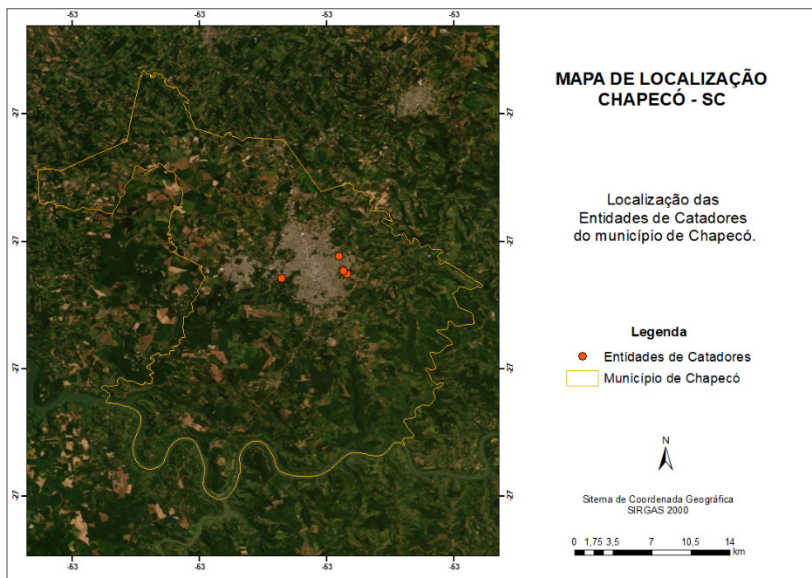 -53 -53 -53 -53
MAPA DE LOCALIZAÇÃO
CHAPECÓ - SC
Localização das
Entidades de Catadores
do município de Chapecó.
Legenda
Entidades de Catadores
Município de Chapecó
N
Sitema de Coordenada Geográfica
SIRGAS 2000
0 1,75 3,5 7 10,5 14
km
-27 -27
-27 -27
-27 -27
-27 -27
-53 -53 -53 -53